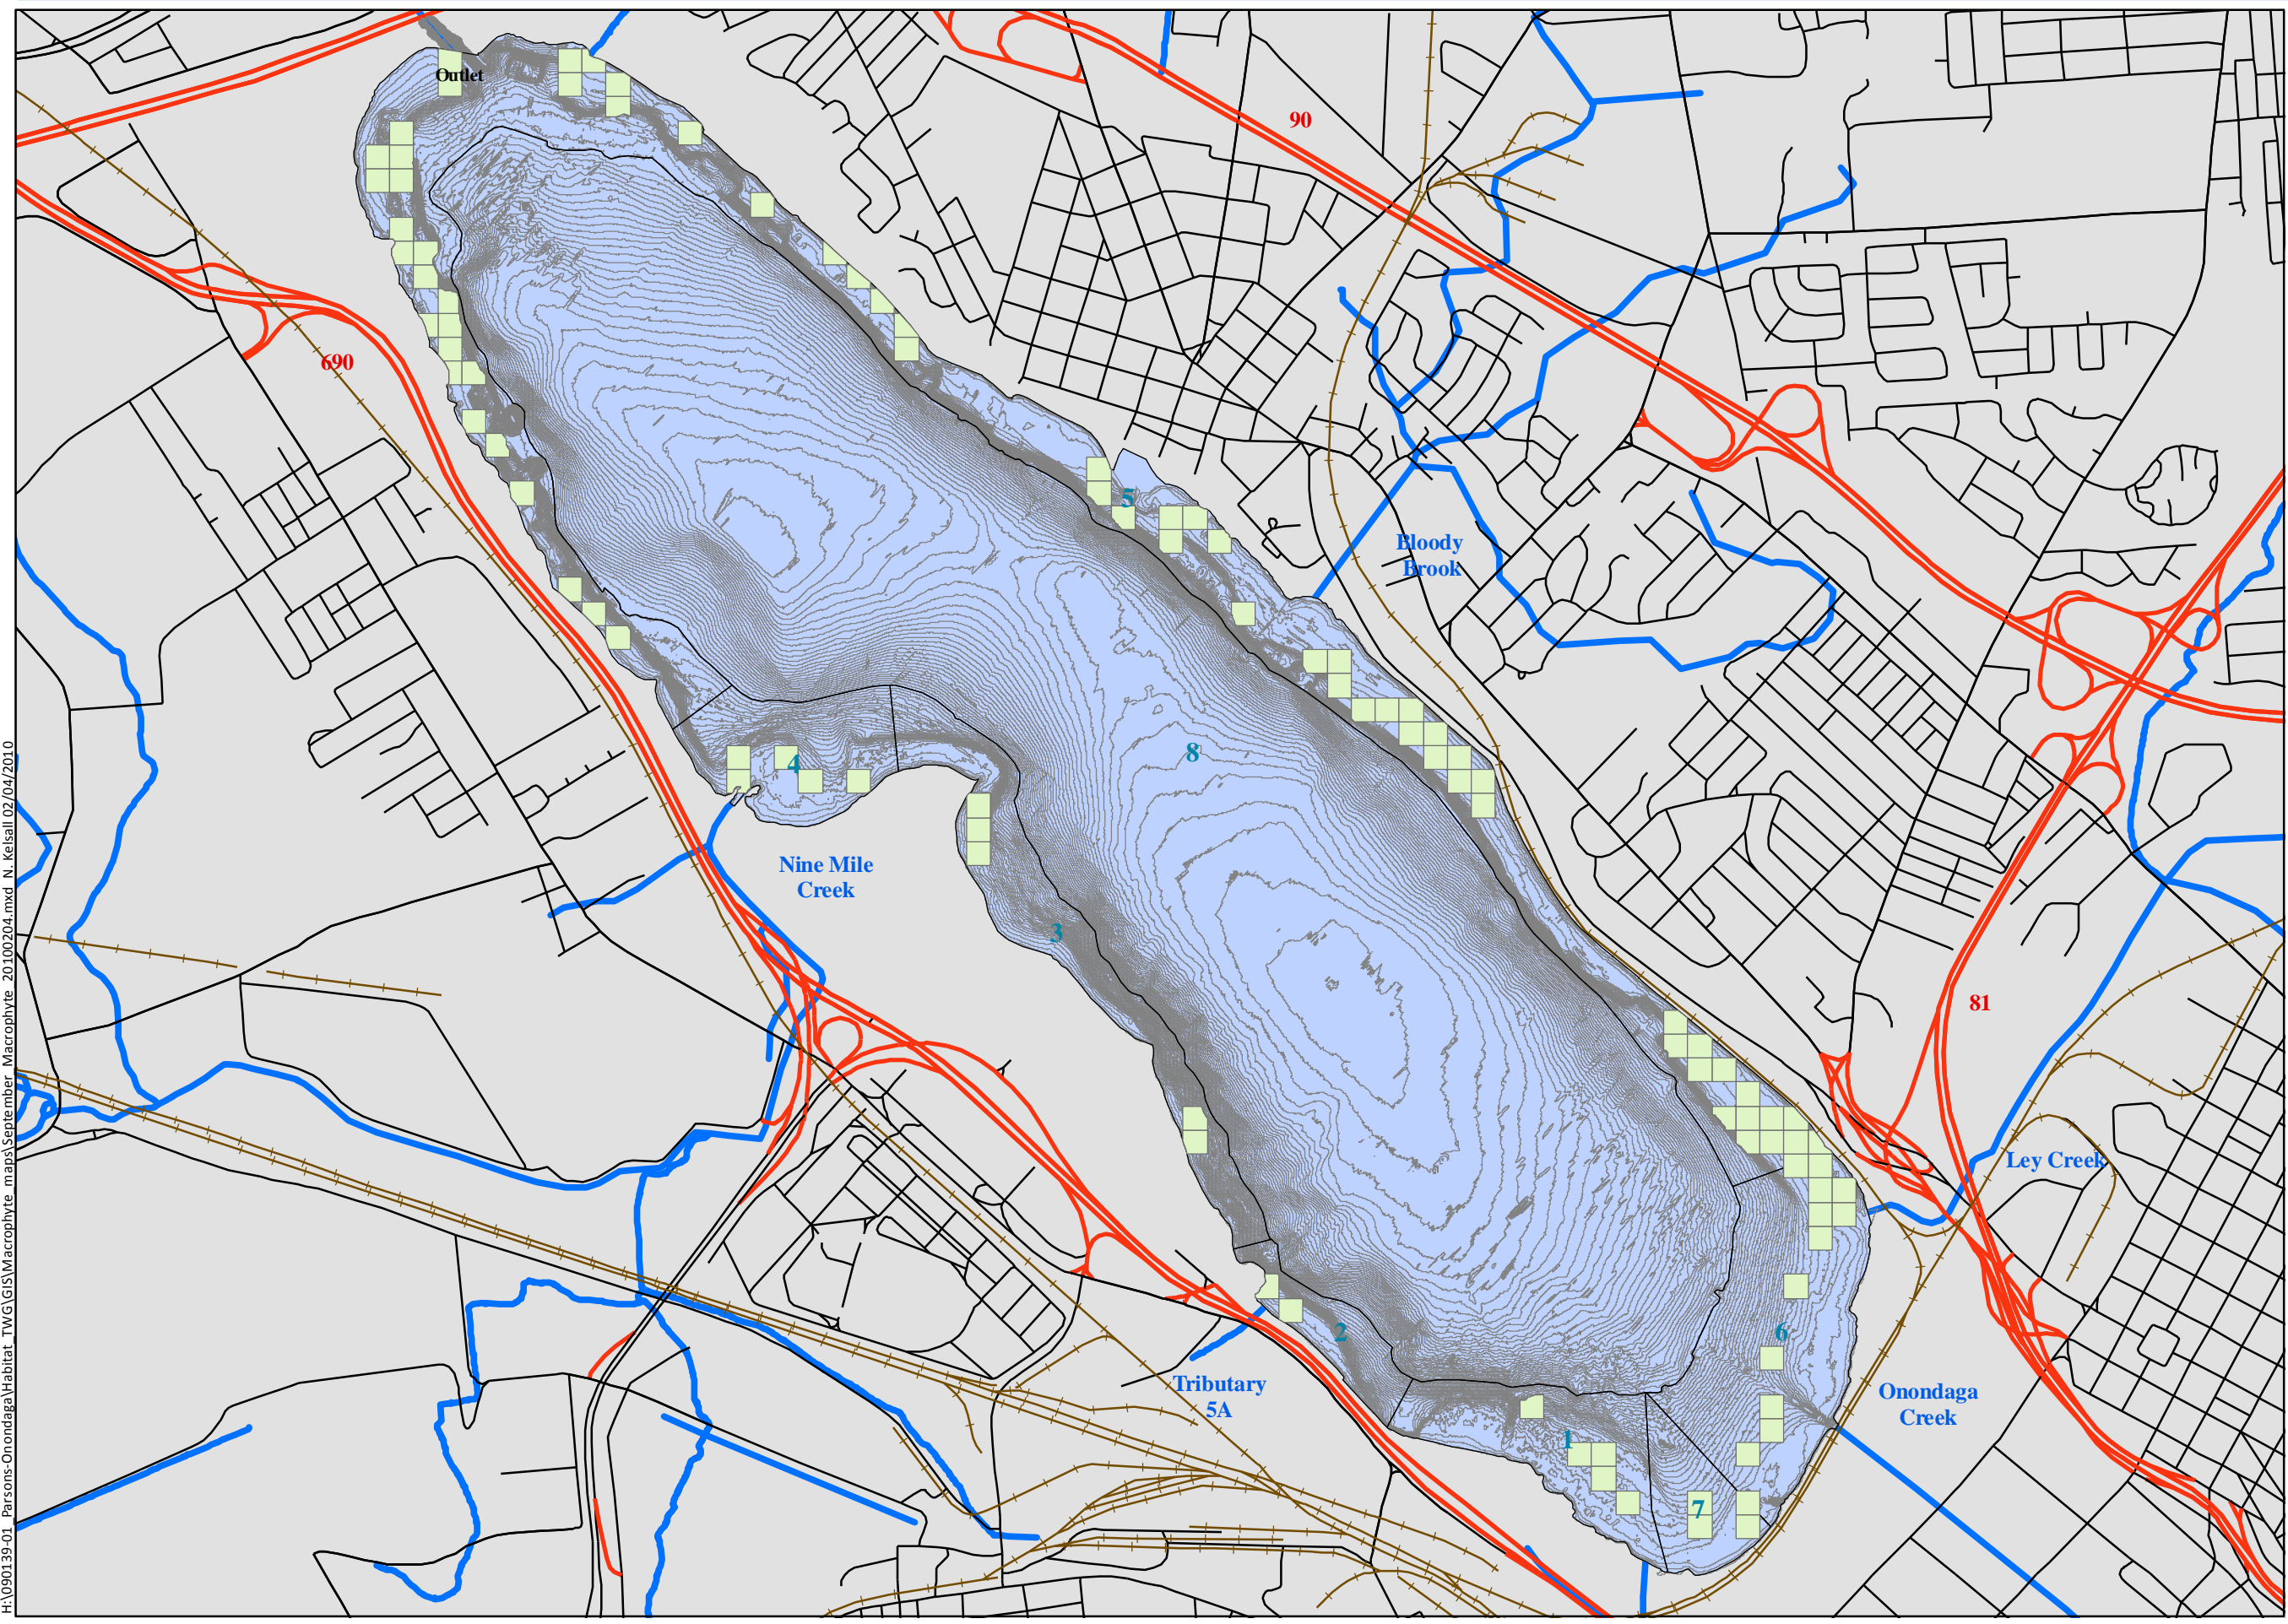 Outlet
90
690
5
Bloody
Brook
8
4
Nine Mile
Creek
3
81
Ley Creek
6
2
Tributary
5A
Onondaga
Creek
1
7
H:\090139-01_Parsons-Onondaga\Habitat_TWG\GIS\Macrophyte_maps\September_Macrophyte_20100204.mxd N. Kelsall 02/04/2010